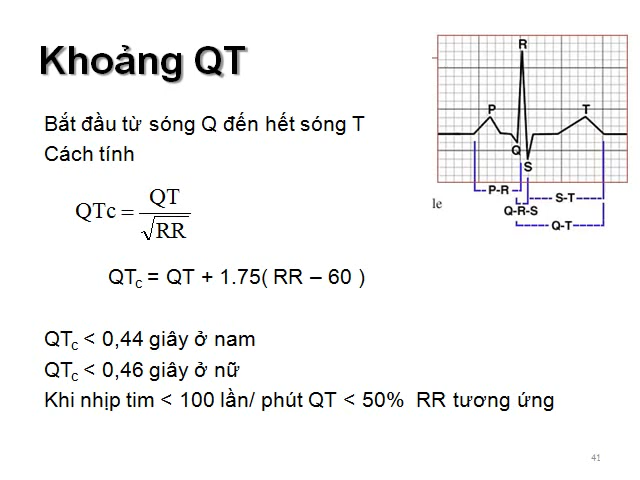 Khoảng QT
Bắt đầu từ sóng Q đến hết sóng T
Cách tính
QTc = QT / √RR
QTc = QT + 1.75( RR – 60 )
QTc < 0,44 giây ở nam
QTc < 0,46 giây ở nữ
Khi nhịp tim < 100 lần/ phút QT < 50% RR tương ứng
R
P
T
Q
S
P-R
S-T
le
Q-R-S
Q-T
41